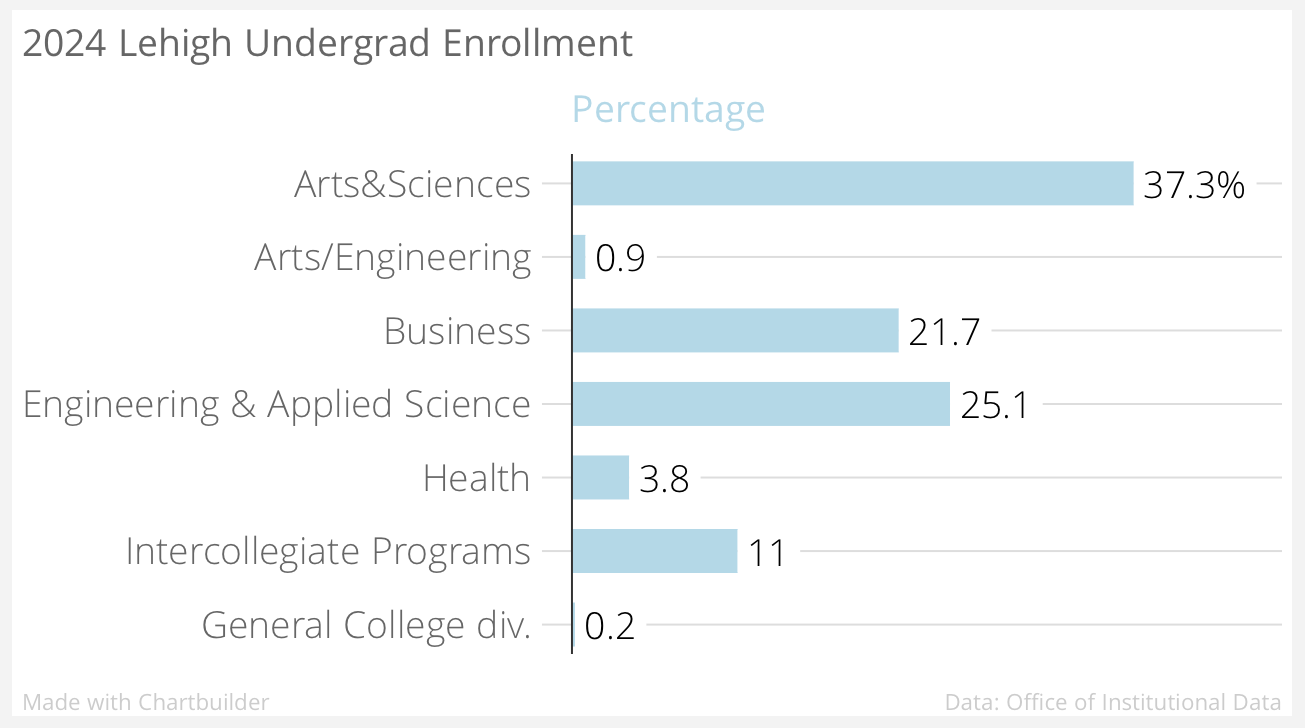 2024 Lehigh Undergrad Enrollment
Percentage
Arts&Sciences 37.3%
Arts/Engineering 0.9
Business 21.7
Engineering & Applied Science 25.1
Health 3.8
Intercollegiate Programs 11
General College div. 0.2
Made with Chartbuilder Data: Office of Institutional Data